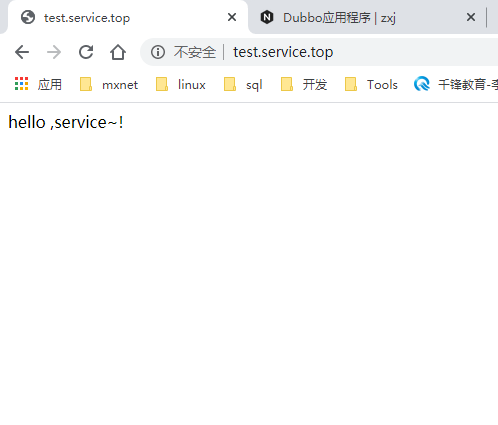 test.service.top
Dubbo应用程序 | zxj
不安全 test.service.top
应用 mxnet linux sql 开发 Tools 千锋教育-李
hello ,service~!